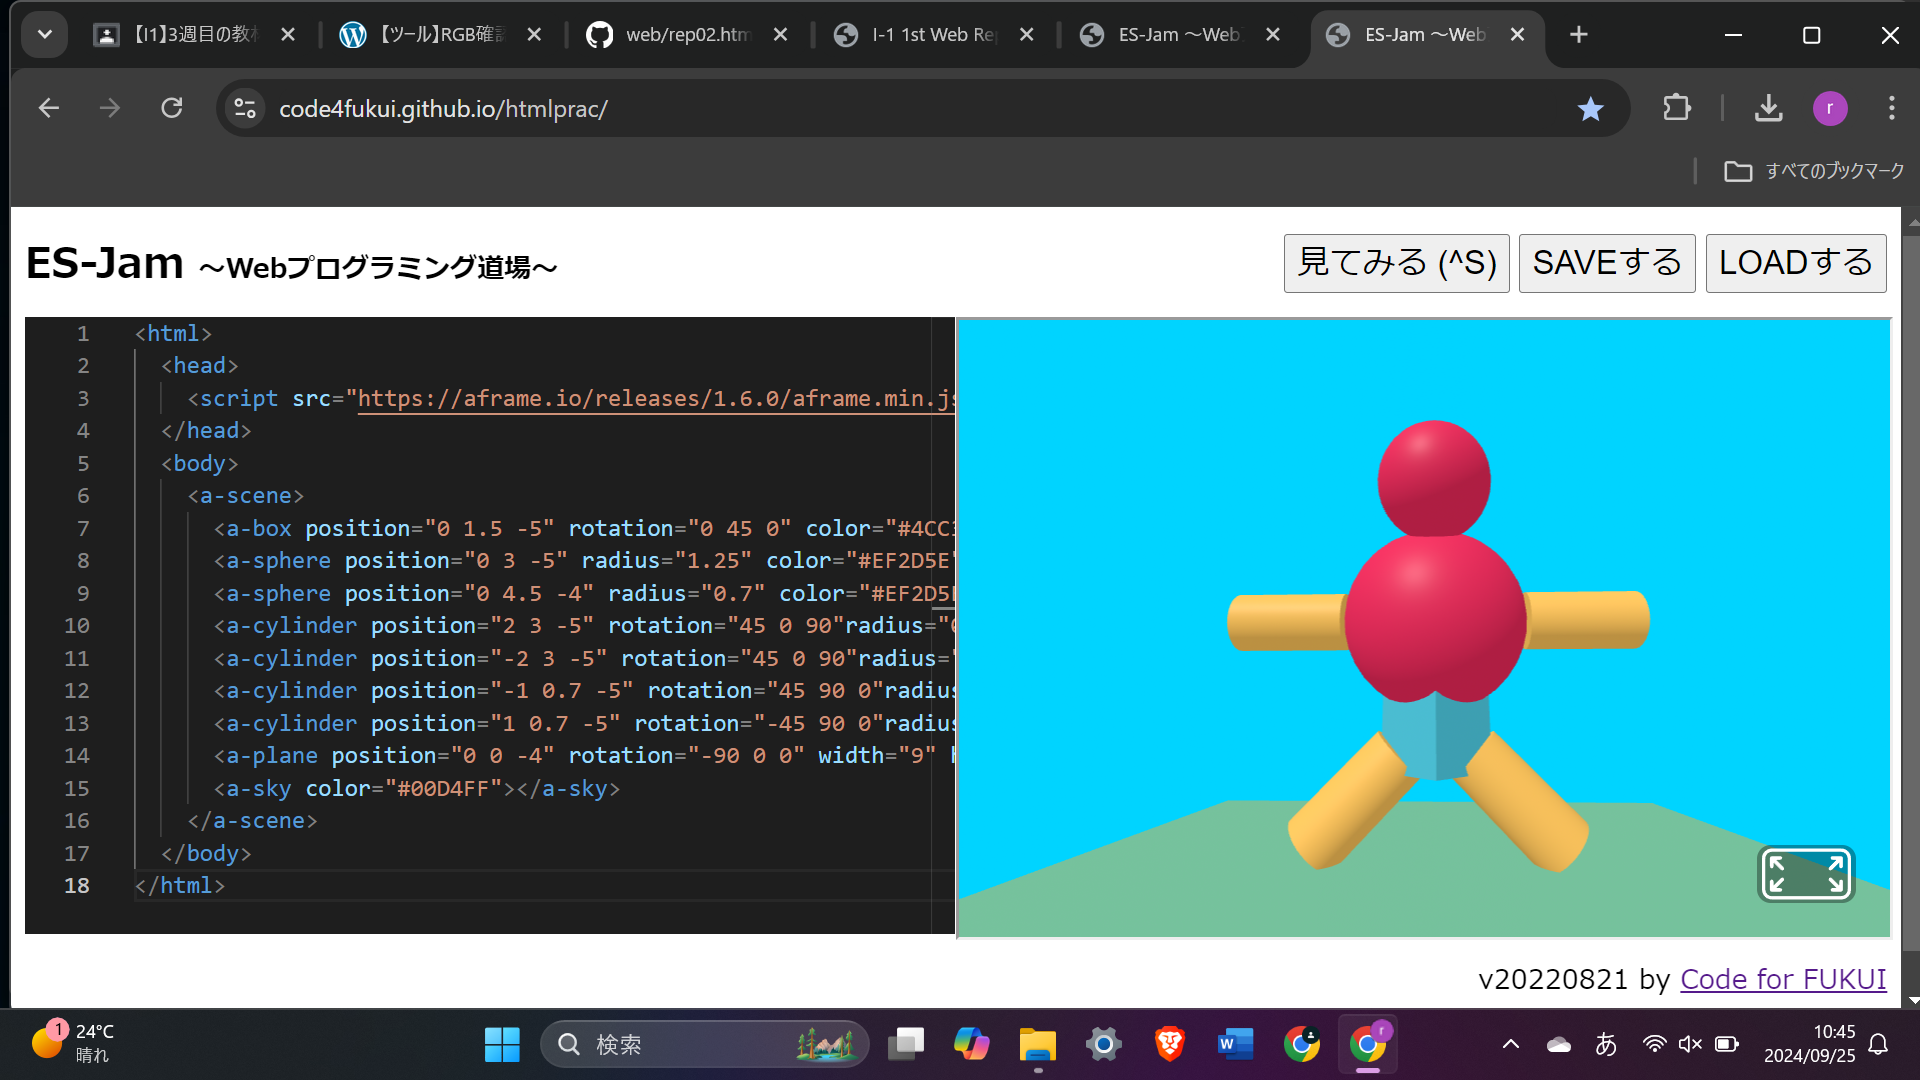 【I1】3週目の教材
【ツール】RGB確認
web/rep02.htm
I-1 1st Web Rep
ES-Jam ～Web
ES-Jam ～Web
code4fukui.github.io/htmlprac/
r
すべてのブックマーク
ES-Jam ～Webプログラミング道場～
見てみる (^S)
SAVEする
LOADする
1 <html>
2 <head>
3 <script src="https://aframe.io/releases/1.6.0/aframe.min.js
4 </head>
5 <body>
6 <a-scene>
7 <a-box position="0 1.5 -5" rotation="0 45 0" color="#4CC3
8 <a-sphere position="0 3 -5" radius="1.25" color="#EF2D5E"
9 <a-sphere position="0 4.5 -4" radius="0.7" color="#EF2D5E
10 <a-cylinder position="2 3 -5" rotation="45 0 90"radius="0
11 <a-cylinder position="-2 3 -5" rotation="45 0 90"radius="
12 <a-cylinder position="-1 0.7 -5" rotation="45 90 0"radius
13 <a-cylinder position="1 0.7 -5" rotation="-45 90 0"radius
14 <a-plane position="0 0 -4" rotation="-90 0 0" width="9" h
15 <a-sky color="#00D4FF"></a-sky>
16 </a-scene>
17 </body>
18 </html>
v20220821 by Code for FUKUI
1
24°C
晴れ
検索
W
r
あ
10:45
2024/09/25